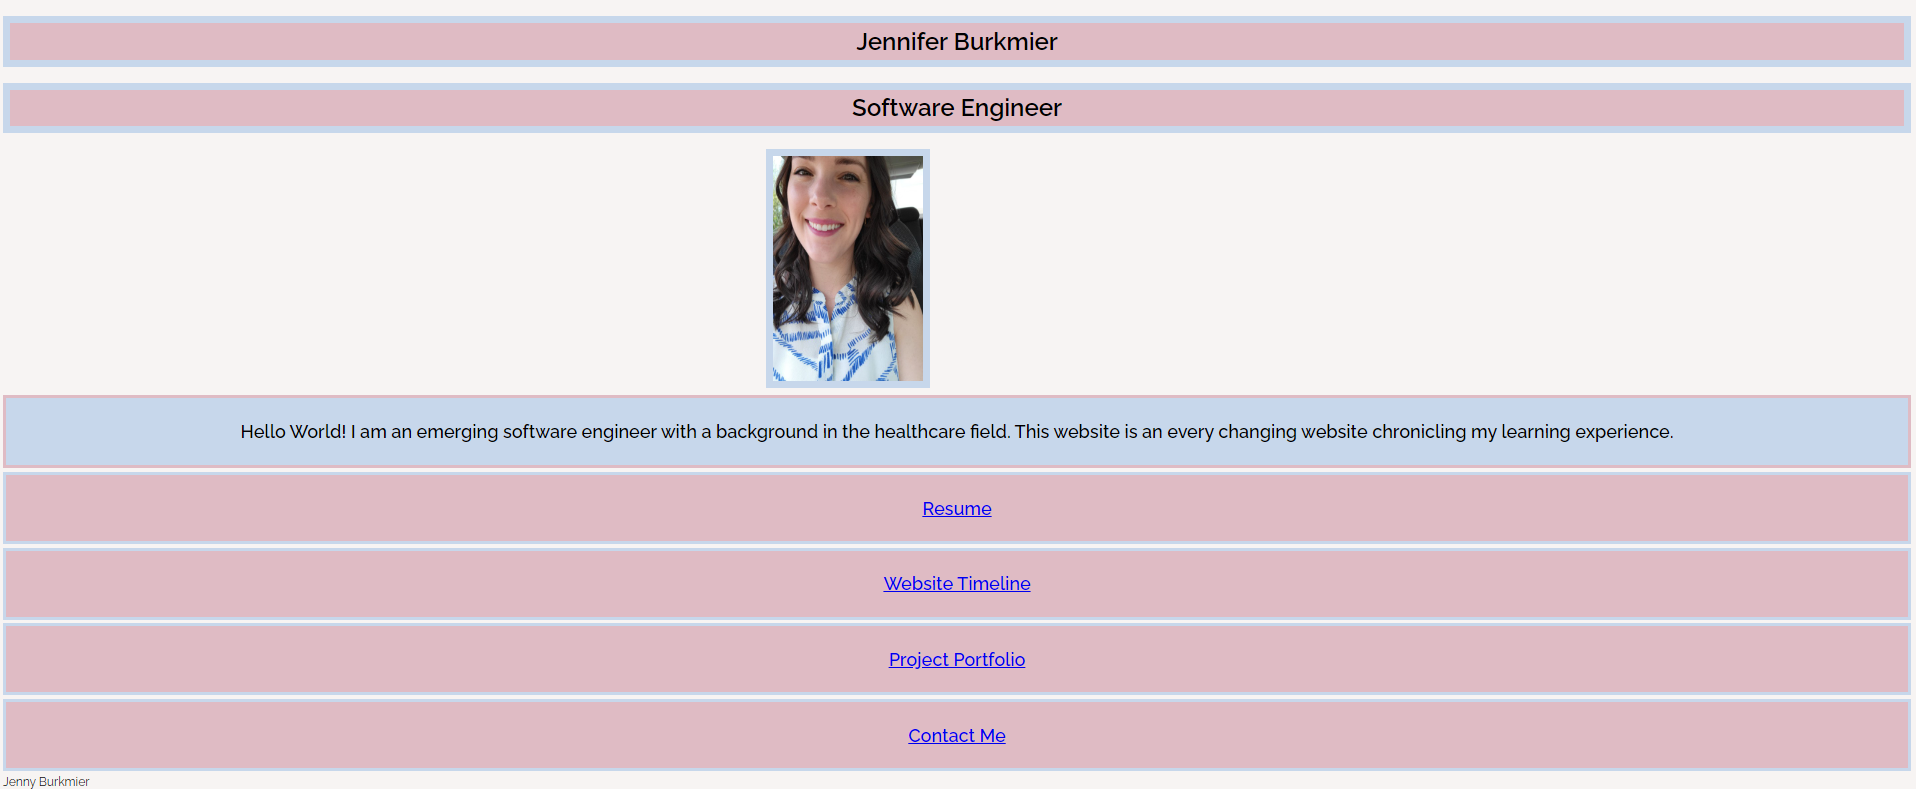 Jennifer Burkmier
Software Engineer
Hello World! I am an emerging software engineer with a background in the healthcare field. This website is an every changing website chronicling my learning experience.
Resume
Website Timeline
Project Portfolio
Contact Me
Jenny Burkmier